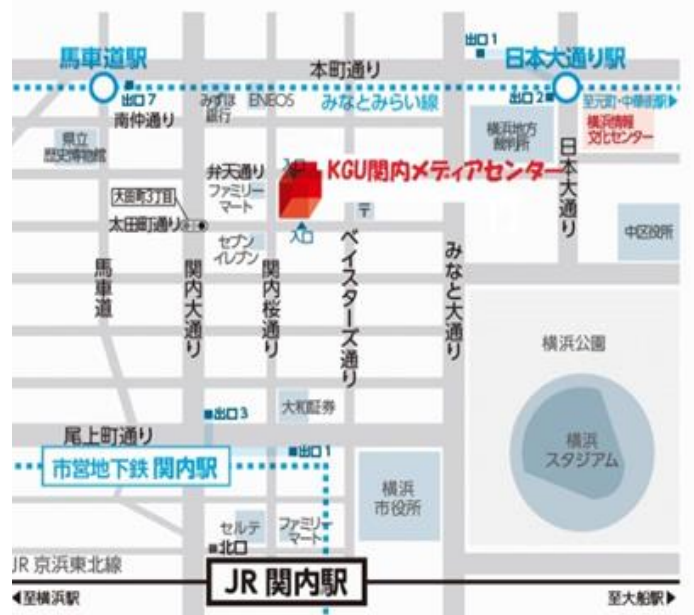 出口1
馬車道駅
日本大通り駅
本町通り
出口7
みずほ
銀行
ENEOS
みなとみらい線
出口2
至元町・中華街駅▶
南仲通り
横浜地方
裁判所
横浜情報
文化センター
県立
歴史博物館
日本大通り
弁天通り
入口
KGU関内メディアセンター
ファミリー
マート
太田町3丁目
太田町通り
〒
入口
中区役所
セブン
イレブン
馬車道
関内大通り
関内桜通り
ベイスターズ通り
みなと大通り
横浜公園
出口3
大和証券
尾上町通り
出口1
横浜
スタジアム
市営地下鉄 関内駅
横浜
市役所
セルテ
ファミリー
マート
北口
JR 京浜東北線
JR 関内駅
◀至横浜駅
至大船駅▶